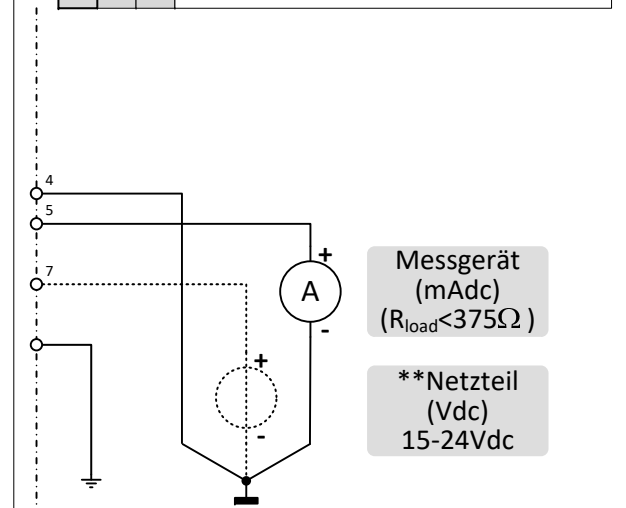 4
5
7
+
A
-
+
-
Messgerät
(mAdc)
(Rload<375Ω )
**Netzteil
(Vdc)
15-24Vdc